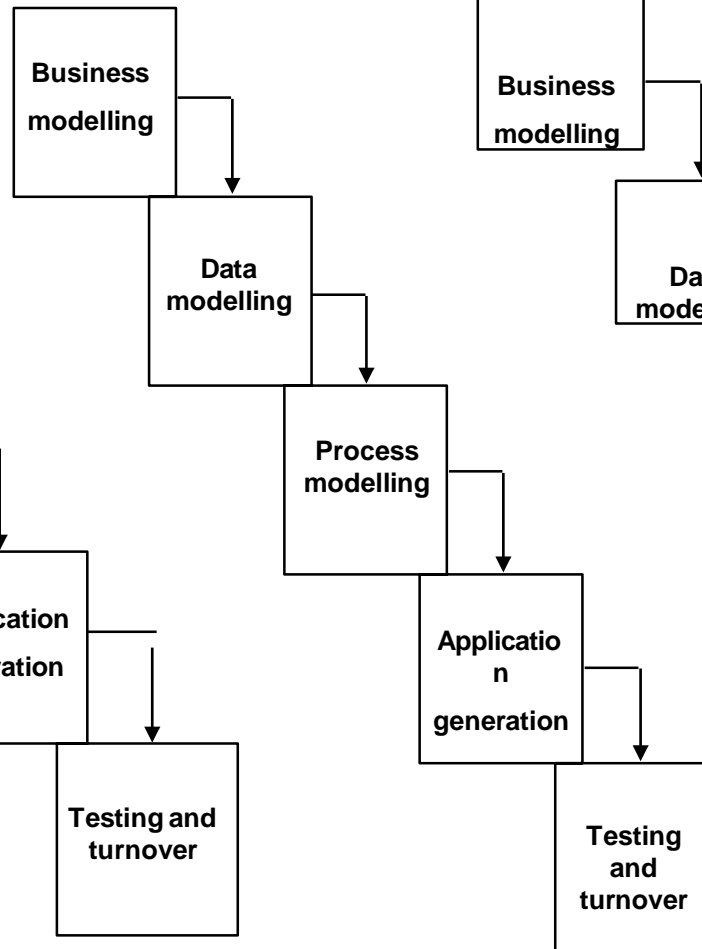 Business
modelling
Business
modelling
Data
modelling
Process
modelling
Applicatio
n
generation
Testing and
turnover
Testing
and
turnover